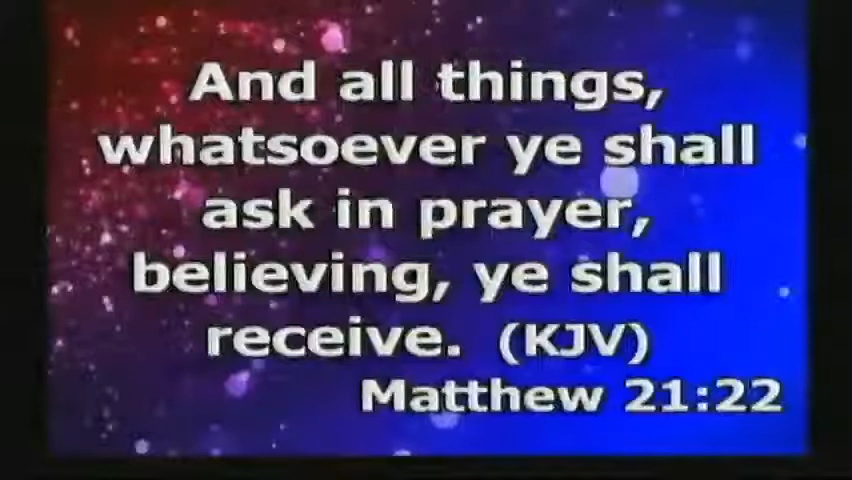 And all things,
whatsoever ye shall
ask in prayer,
believing, ye shall
receive. (KJV)
Matthew 21:22